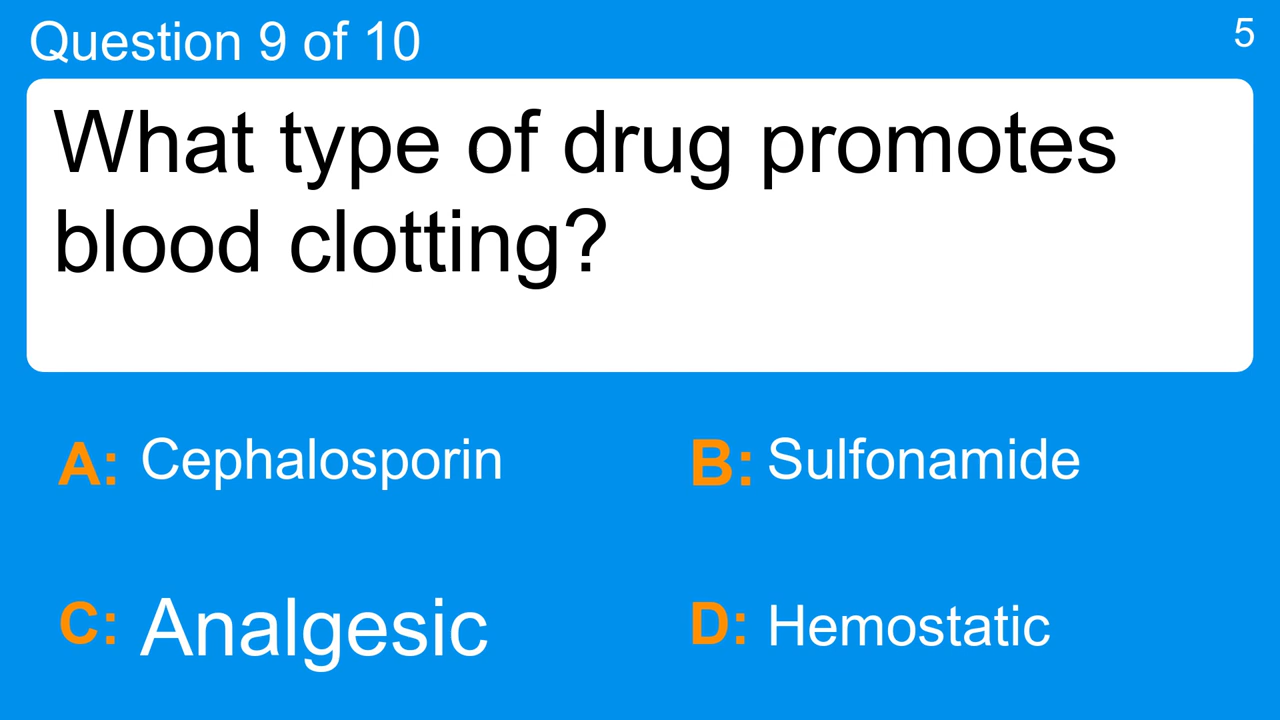 Question 9 of 10
5
What type of drug promotes
blood clotting?
A: Cephalosporin
B: Sulfonamide
C: Analgesic
D: Hemostatic